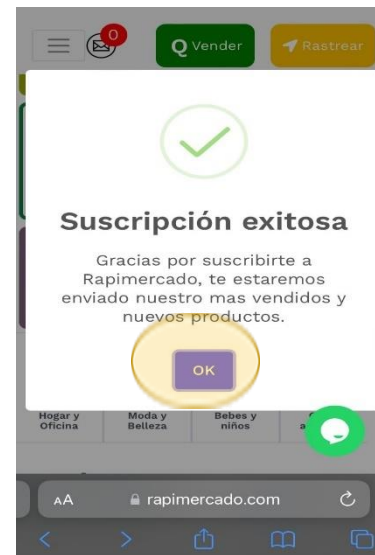 0
Q Vender
Rastrear
Suscripción exitosa
Gracias por suscribirte a
Rapimercado, te estaremos
enviado nuestro mas vendidos y
nuevos productos.
OK
Hogar y
Oficina
Moda y
Belleza
Bebes y
niños
AA
rapimercado.com